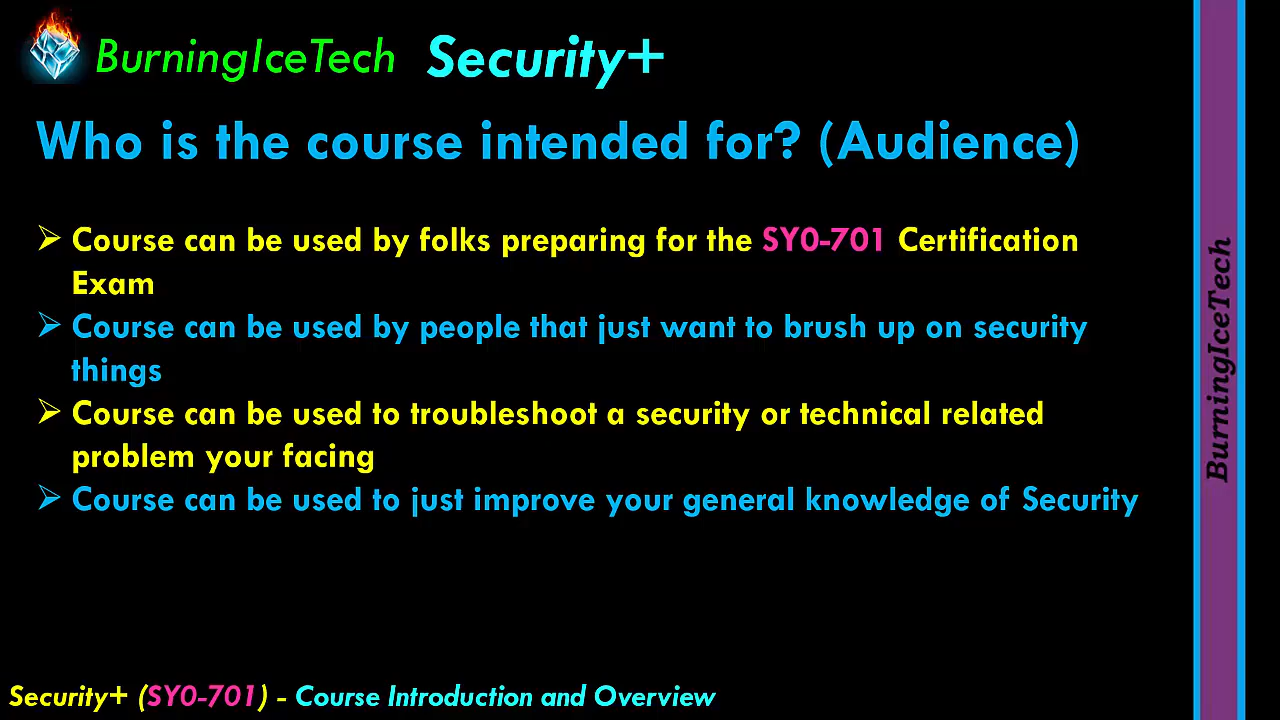 BurningIceTech Security+
Who is the course intended for? (Audience)
Course can be used by folks preparing for the SY0-701 Certification
Exam
Course can be used by people that just want to brush up on security
things
Course can be used to troubleshoot a security or technical related
problem your facing
Course can be used to just improve your general knowledge of Security
BurningIceTech
Security+ (SY0-701) - Course Introduction and Overview